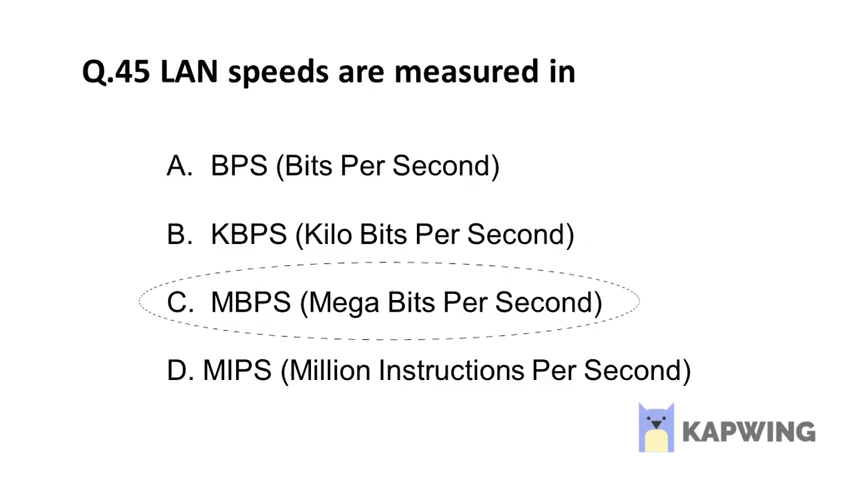 Q.45 LAN speeds are measured in
A. BPS (Bits Per Second)
B. KBPS (Kilo Bits Per Second)
C. MBPS (Mega Bits Per Second)
D. MIPS (Million Instructions Per Second)
KAPWING